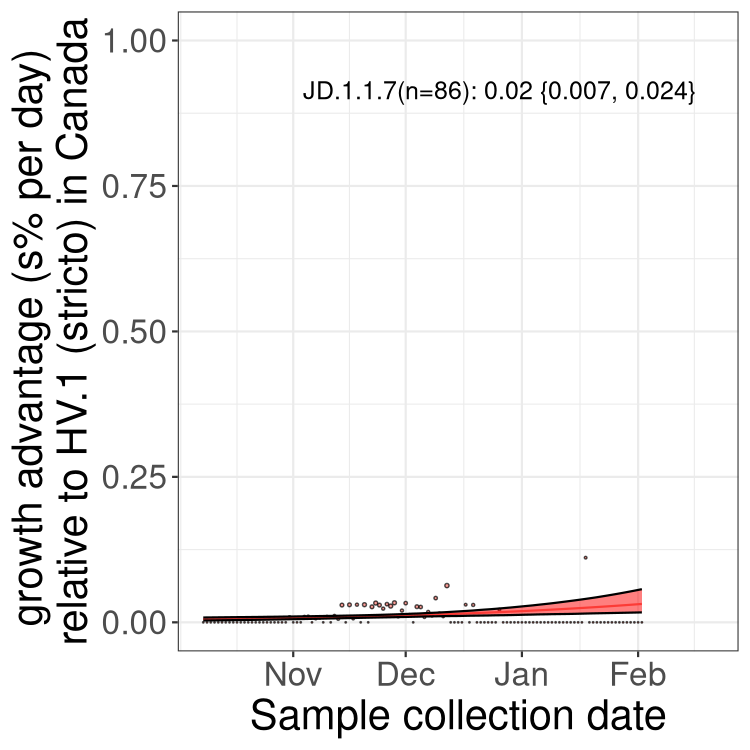 growth advantage (s% per day)
relative to HV.1 (stricto) in Canada
1.00
0.75
0.50
0.25
0.00
JD.1.1.7(n=86): 0.02 {0.007, 0.024}
Nov
Dec
Jan
Feb
Sample collection date